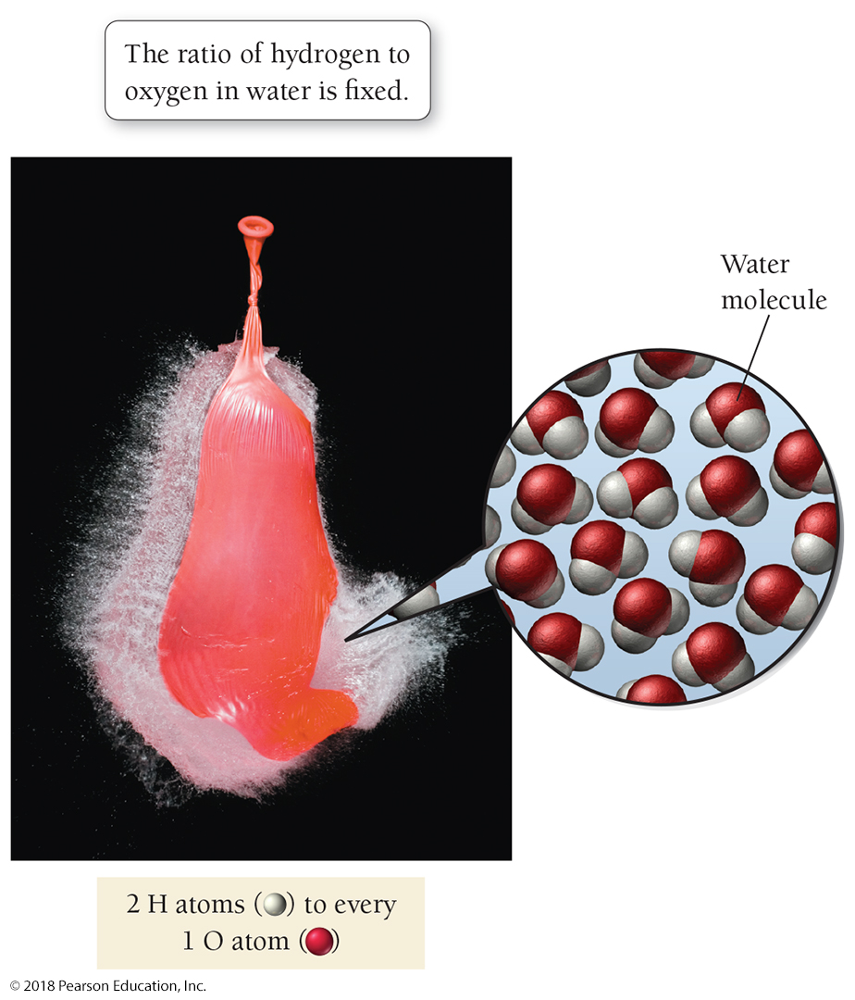 The ratio of hydrogen to
oxygen in water is fixed.
Water
molecule
2 H atoms ( ) to every
1 O atom ( )
© 2018 Pearson Education, Inc.